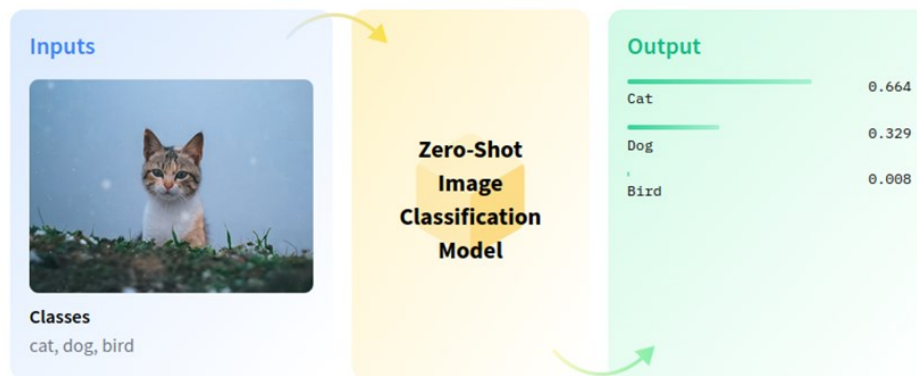 Inputs
Classes
cat, dog, bird
Zero-Shot
Image
Classification
Model
Output
Cat 0.664
Dog 0.329
Bird 0.008